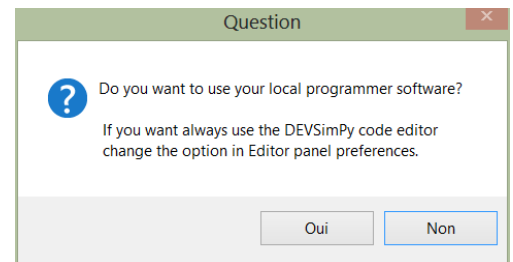 Question
Do you want to use your local programmer software?
If you want always use the DEVSimPy code editor
change the option in Editor panel preferences.
Oui
Non